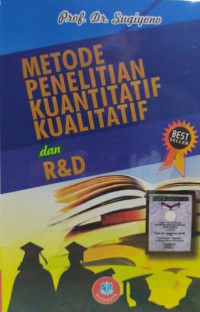 Prof. Dr. Sugiyono
METODE
PENELITIAN
KUANTITATIF
KUALITATIF
dan
R&D
BEST
SELLER